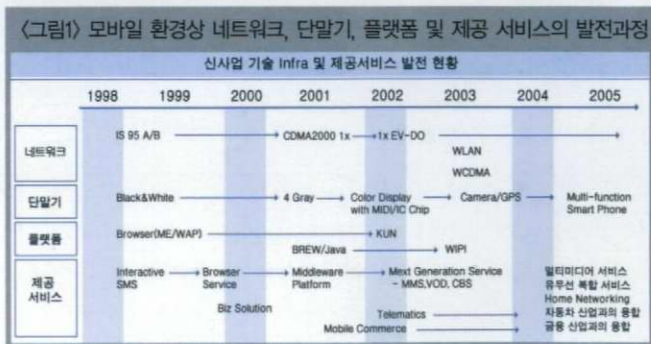 <그림1> 모바일 환경상 네트워크, 단말기, 플랫폼 및 제공 서비스의 발전과정
신사업 기술 Infra 및 제공서비스 발전 현황
1998 1999 2000 2001 2002 2003 2004 2005
네트워크
IS 95 A/B CDMA2000 1x 1x EV-DO
WLAN
WCDMA
단말기
Black&White 4 Gray Color Display Camera/GPS Multi-function
with MIDI/IC Chip Smart Phone
플랫폼
Browser(ME/WAP) KUN
BREW/Java WIPI
제공
서비스
Interactive Browser Middleware Mext Generation Service 멀티미디어 서비스
SMS Service Platform - MMS,VOD, CBS 유무선 복합 서비스
Home Networking
Biz Solution
Telematics 자동차 산업과의 융합
Mobile Commerce 금융 산업과의 융합